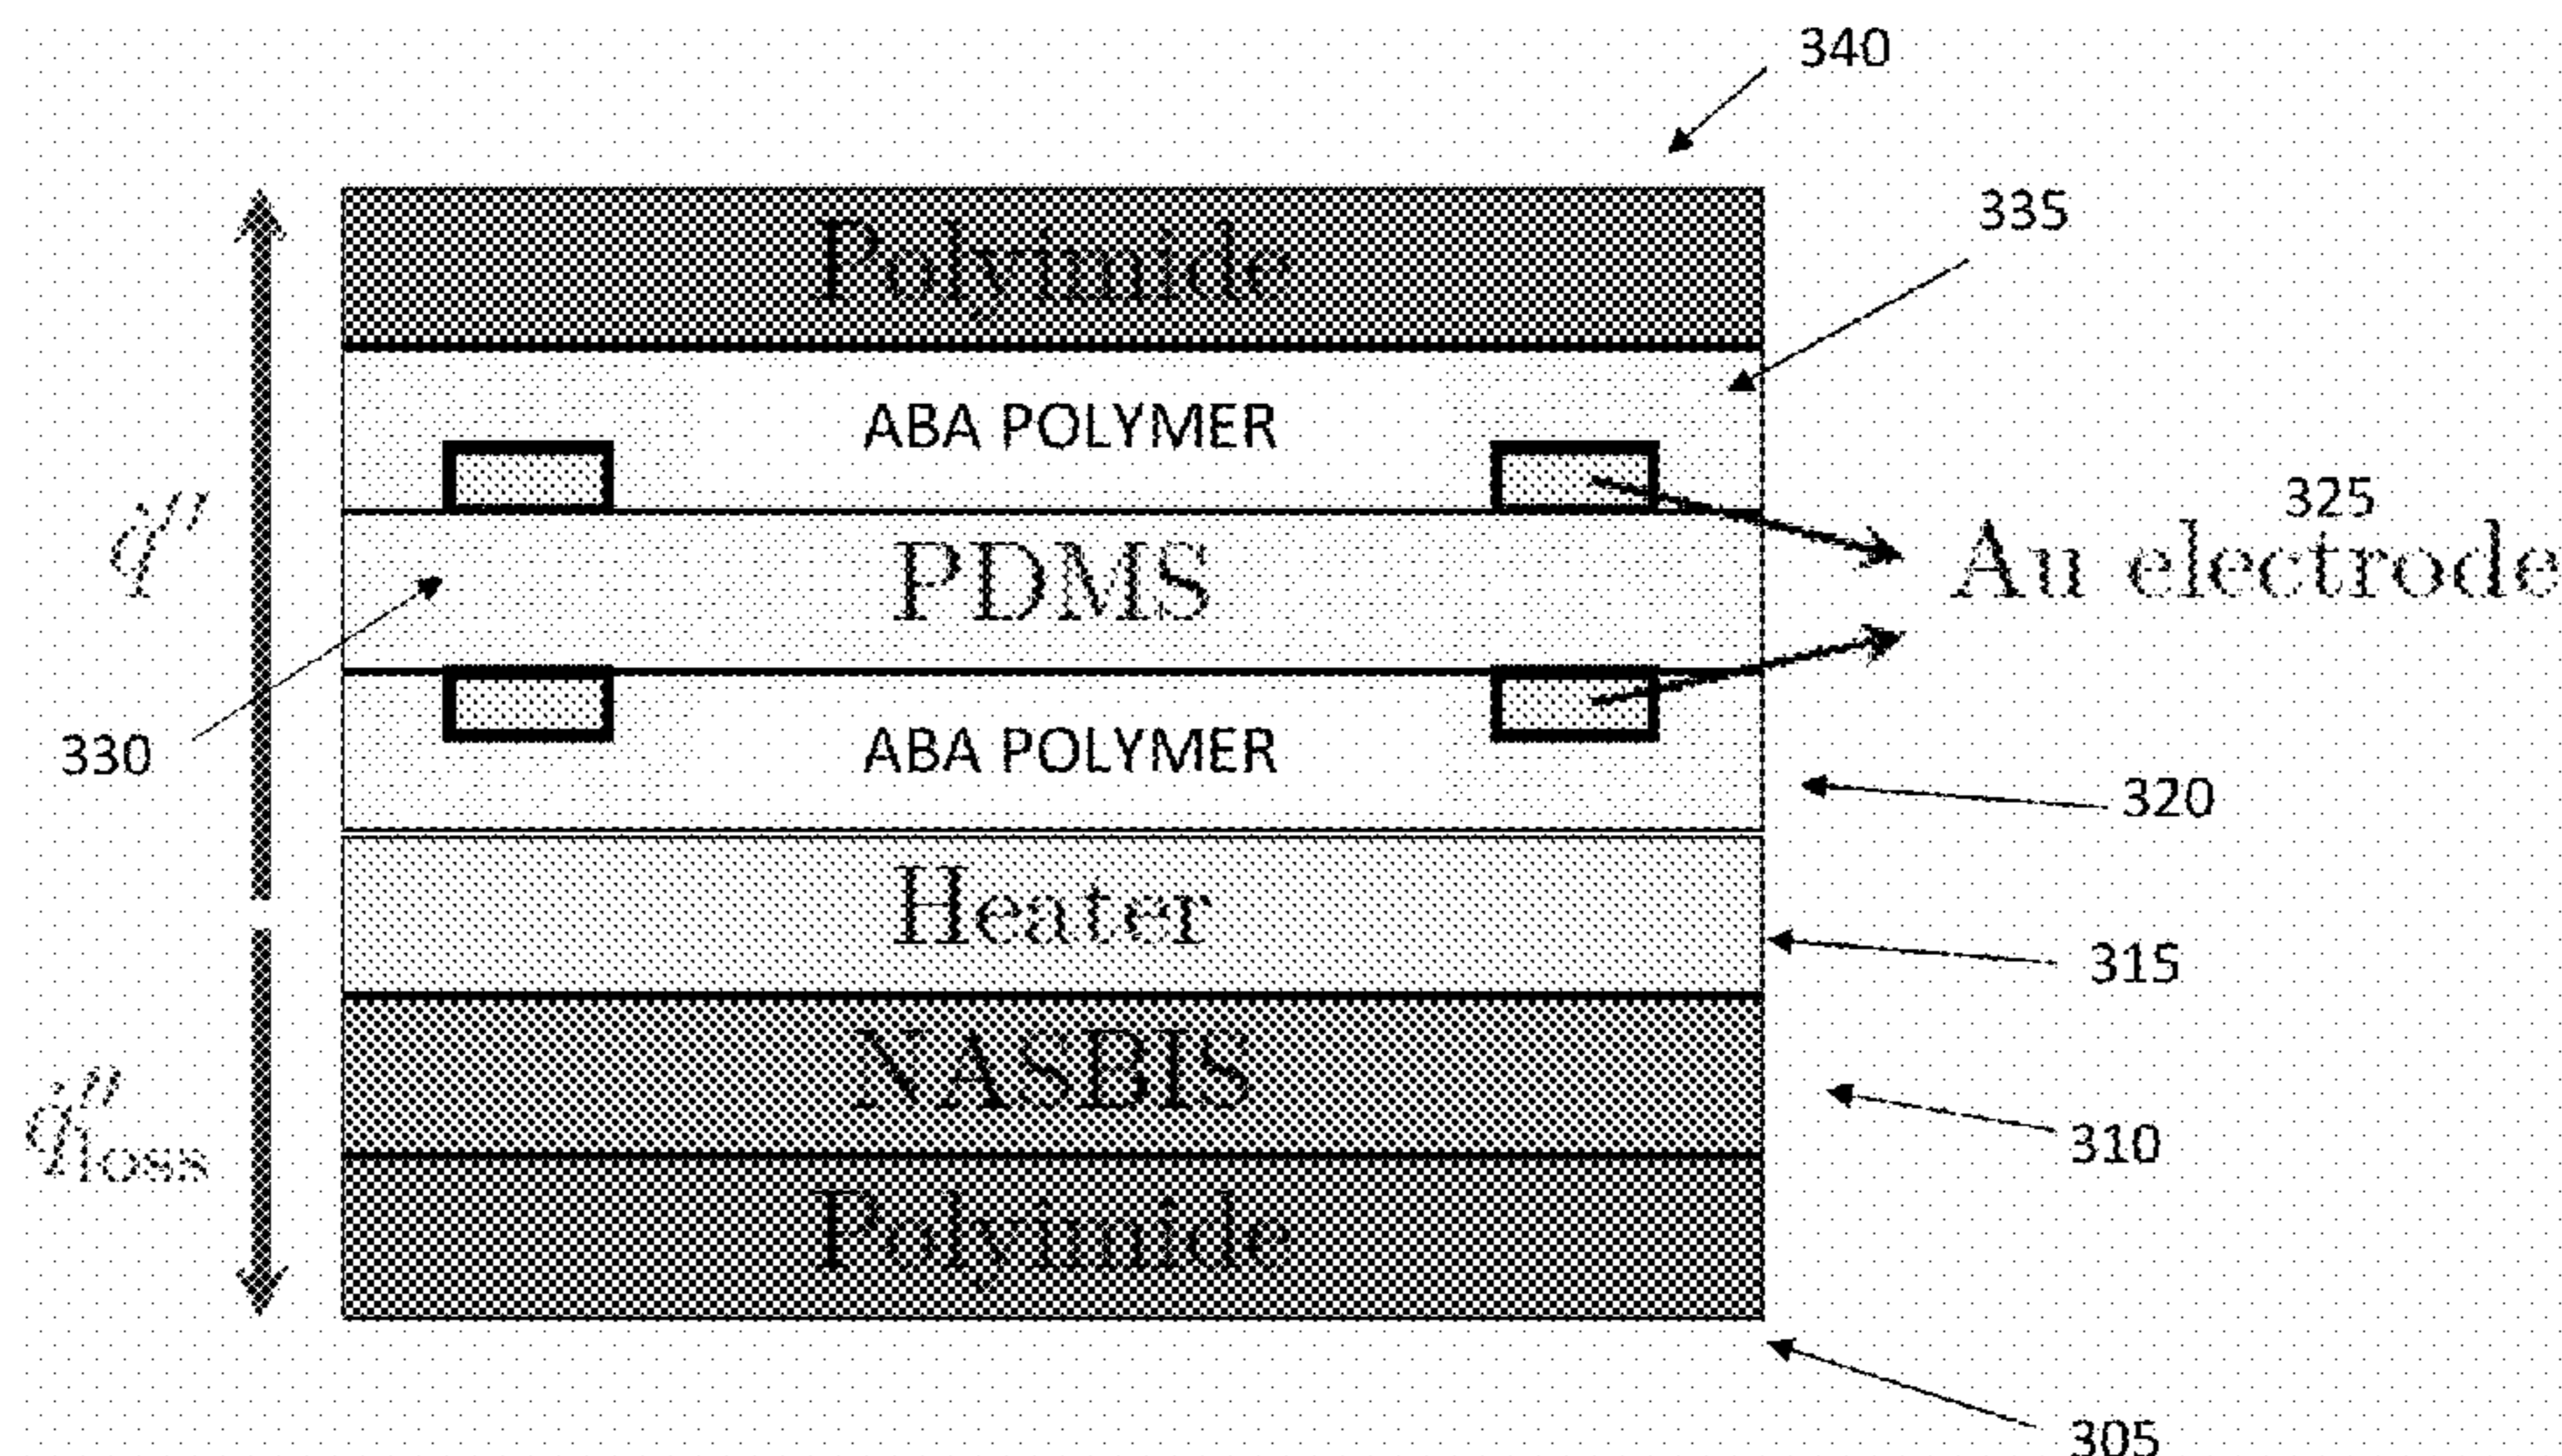 340
335
Polyimide
ABA POLYMER
325
Au electrode
q̇″
PDMS
330
ABA POLYMER
320
Heater
315
NASBIS
310
q̇″loss
Polyimide
305